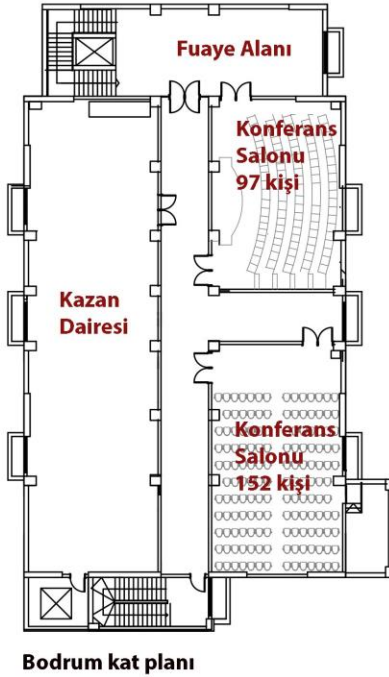 Fuaye Alanı
Konferans
Salonu
97 kişi
Kazan
Dairesi
Konferans
Salonu
152 kişi
Bodrum kat planı